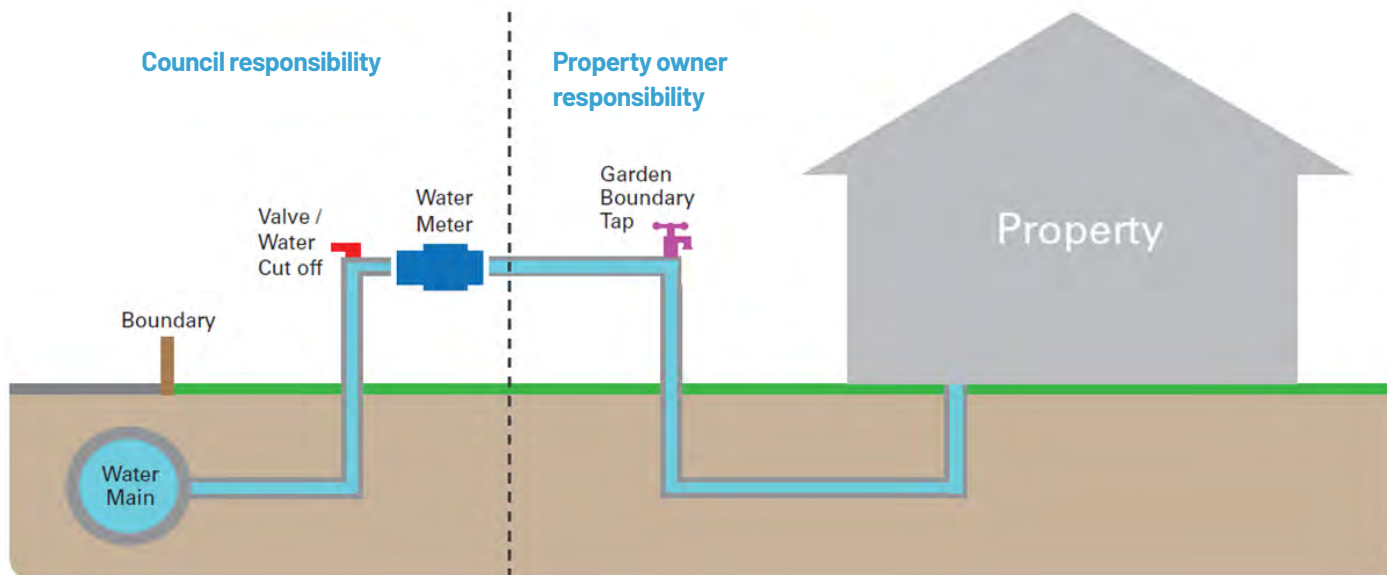 Council responsibility
Property owner
responsibility
Garden
Boundary
Tap
Water
Meter
Valve /
Water
Cut off
Property
Boundary
Water
Main